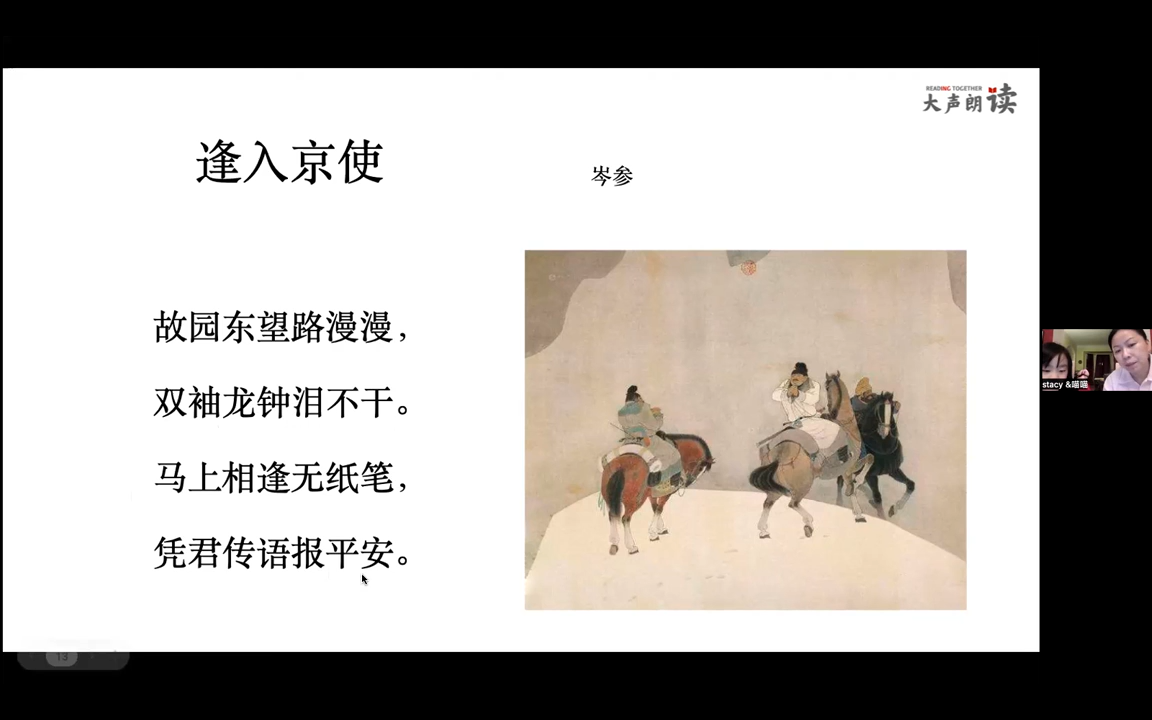 READING TOGETHER
大声朗读
逢入京使
岑参
故园东望路漫漫，
双袖龙钟泪不干。
马上相逢无纸笔，
凭君传语报平安。
stacy &喵喵
13